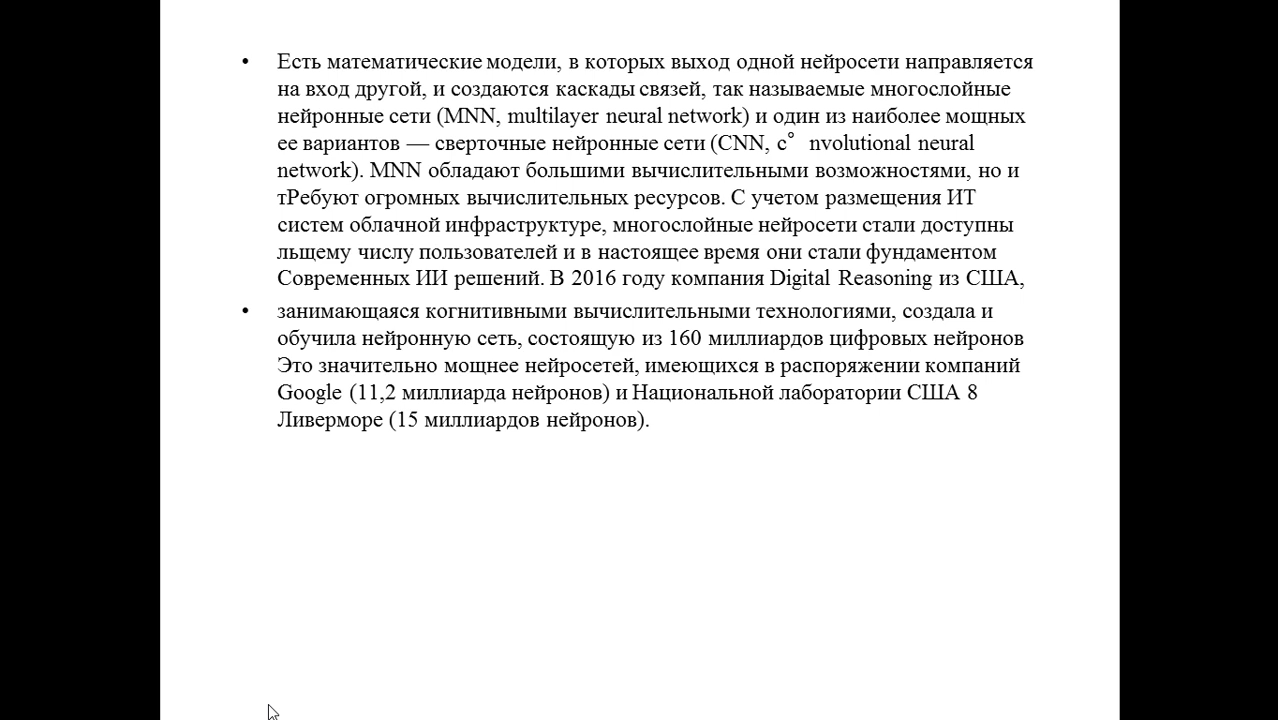 • Есть математические модели, в которых выход одной нейросети направляется
на вход другой, и создаются каскады связей, так называемые многослойные
нейронные сети (MNN, multilayer neural network) и один из наиболее мощных
ее вариантов — сверточные нейронные сети (CNN, c° nvolutional neural
network). MNN обладают большими вычислительными возможностями, но и
тРебуют огромных вычислительных ресурсов. С учетом размещения ИТ
систем облачной инфраструктуре, многослойные нейросети стали доступны
льщему числу пользователей и в настоящее время они стали фундаментом
Современных ИИ решений. В 2016 году компания Digital Reasoning из США,
• занимающаяся когнитивными вычислительными технологиями, создала и
обучила нейронную сеть, состоящую из 160 миллиардов цифровых нейронов
Это значительно мощнее нейросетей, имеющихся в распоряжении компаний
Google (11,2 миллиарда нейронов) и Национальной лаборатории США 8
Ливерморе (15 миллиардов нейронов).